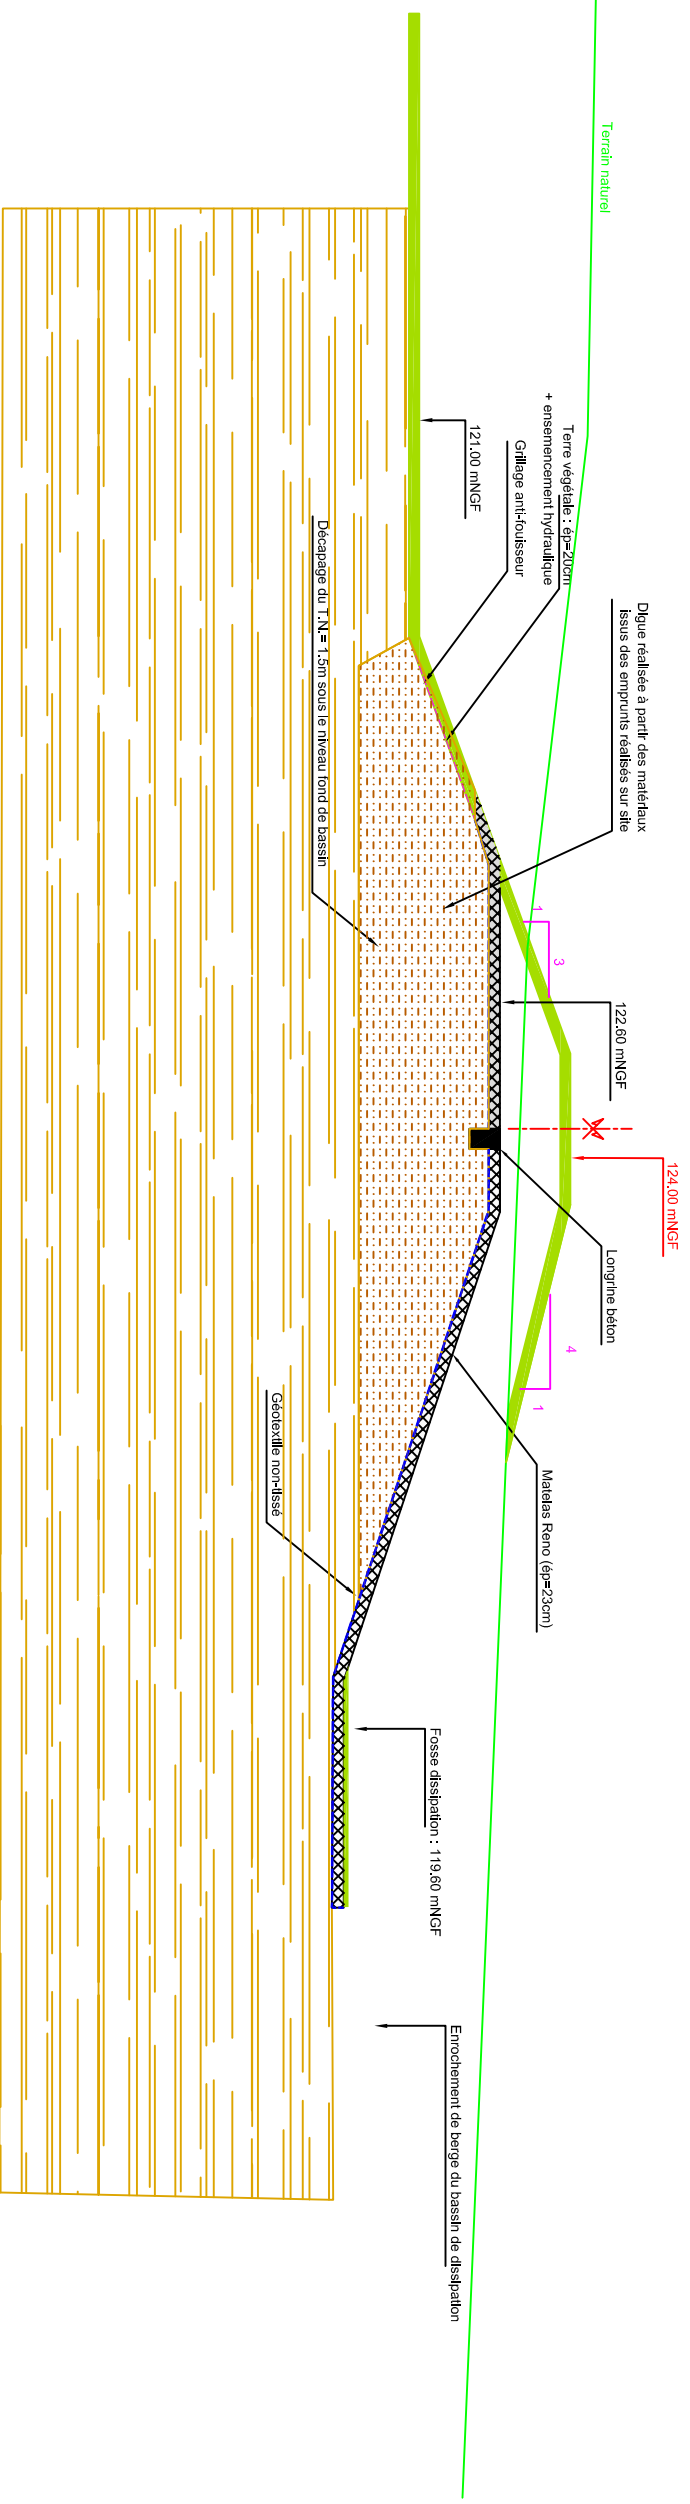 Terrain naturel
Terre végétale : ép=20cm
+ ensemencement hydraulique
Grillage anti-fouisseur
121.00 mNGF
Digue réalisée à partir des matériaux
issus des emprunts réalisés sur site
Décapage du T.N.= 1.5m sous le niveau fond de bassin
1
3
122.60 mNGF
124.00 mNGF
Longrine béton
4
1
Matelas Reno (ép=23cm)
Géotextile non-tissé
Fosse dissipation : 119.60 mNGF
Enrochement de berge du bassin de dissipation